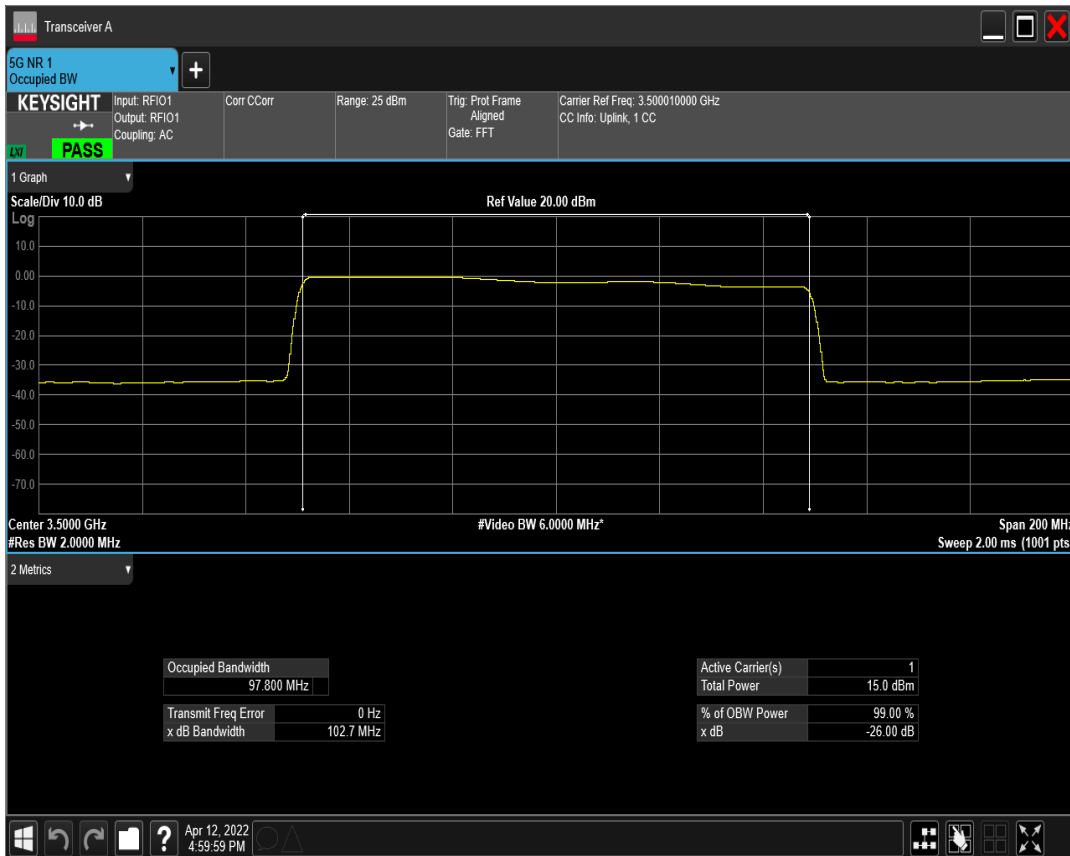 Transceiver A
5G NR 1
Occupied BW
+
KEYSIGHT
LXI
PASS
Input: RFIO1
Output: RFIO1
Coupling: AC
Corr CCorr
Range: 25 dBm
Trig: Prot Frame
Aligned
Gate: FFT
Carrier Ref Freq: 3.500010000 GHz
CC Info: Uplink, 1 CC
1 Graph
Scale/Div 10.0 dB
Ref Value 20.00 dBm
Log
10.0
0.00
-10.0
-20.0
-30.0
-40.0
-50.0
-60.0
-70.0
Center 3.5000 GHz
#Video BW 6.0000 MHz*
Span 200 MHz
#Res BW 2.0000 MHz
Sweep 2.00 ms (1001 pts
2 Metrics
Occupied Bandwidth
97.800 MHz
Transmit Freq Error 0 Hz
x dB Bandwidth 102.7 MHz
Active Carrier(s) 1
Total Power 15.0 dBm
% of OBW Power 99.00 %
x dB -26.00 dB
?
Apr 12, 2022
4:59:59 PM